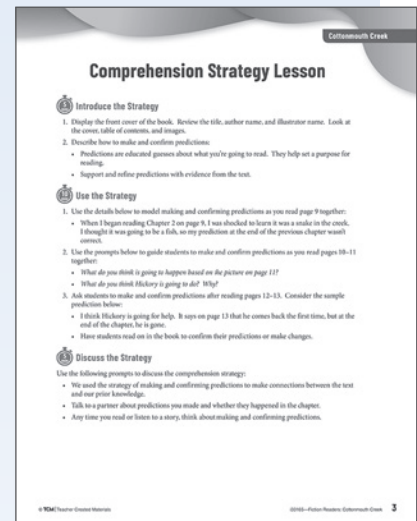 Cottonmouth Creek
Comprehension Strategy Lesson
Introduce the Strategy
1. Display the front cover of the book. Review the title, author name, and illustrator name. Look at
the cover, table of contents, and images.
2. Describe how to make and confirm predictions:
• Predictions are educated guesses about what you're going to read. They help set a purpose for
reading.
• Support and refine predictions with evidence from the text.
Use the Strategy
1. Use the details below to model making and confirming predictions as you read page 9 together:
• When I began reading Chapter 2 on page 9, I was shocked to learn it was a snake in the creek.
I thought it was going to be a fish, so my prediction at the end of the previous chapter wasn't
correct.
2. Use the prompts below to guide students to make and confirm predictions as you read pages 10–11
together:
• What do you think is going to happen based on the picture on page 11?
• What do you think Hickory is going to do? Why?
3. Ask students to make and confirm predictions after reading pages 12–13. Consider the sample
prediction below:
• I think Hickory is going for help. It says on page 13 that he comes back the first time, but at the
end of the chapter, he is gone.
• Have students read on in the book to confirm their predictions or make changes.
Discuss the Strategy
Use the following prompts to discuss the comprehension strategy:
• We used the strategy of making and confirming predictions to make connections between the text
and our prior knowledge.
• Talk to a partner about predictions you made and whether they happened in the chapter.
• Any time you read or listen to a story, think about making and confirming predictions.
© TCM | Teacher Created Materials
Fiction Readers: Cottonmouth Creek 3